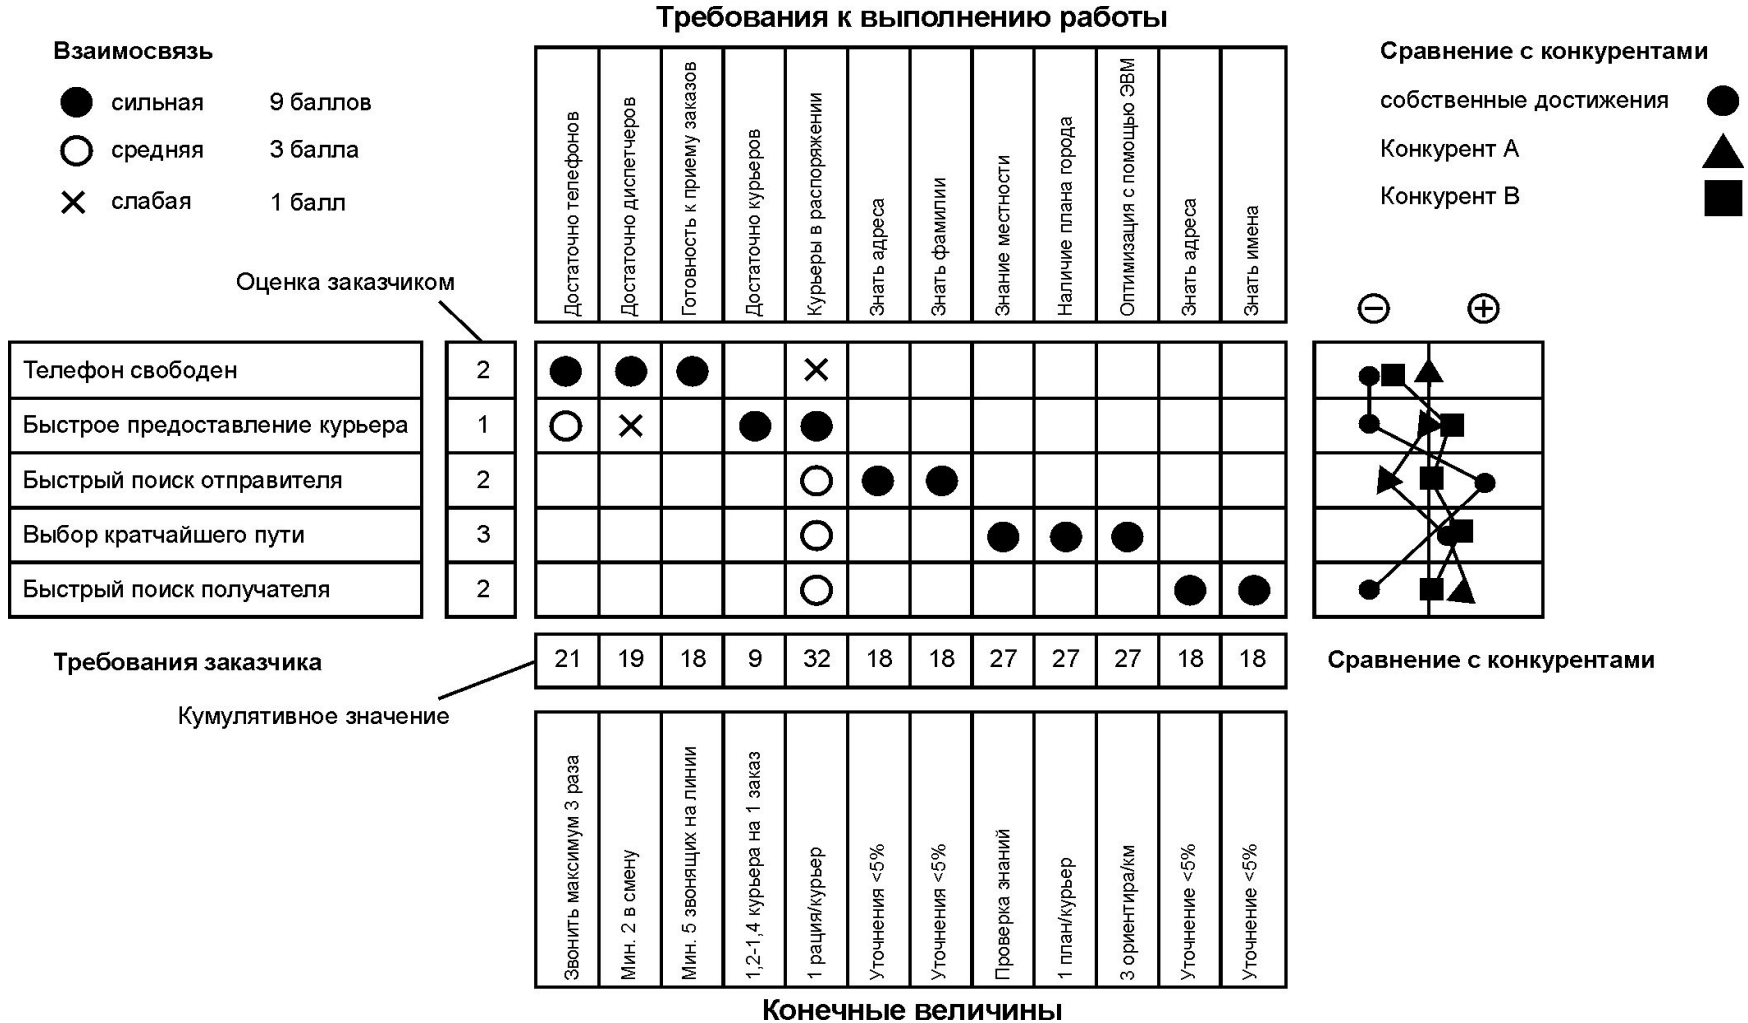 Требования к выполнению работы
Взаимосвязь
сильная 9 баллов
средняя 3 балла
слабая 1 балл
Сравнение с конкурентами
собственные достижения
Конкурент А
Конкурент В
Оценка заказчиком
Достаточно телефонов
Достаточно диспетчеров
Готовность к приему заказов
Достаточно курьеров
Курьеры в распоряжении
Знать адреса
Знать фамилии
Знание местности
Наличие плана города
Оптимизация с помощью ЭВМ
Знать адреса
Знать имена
Телефон свободен 2
Быстрое предоставление курьера 1
Быстрый поиск отправителя 2
Выбор кратчайшего пути 3
Быстрый поиск получателя 2
Требования заказчика
21 19 18 9 32 18 18 27 27 27 18 18
Сравнение с конкурентами
Кумулятивное значение
Звонить максимум 3 раза
Мин. 2 в смену
Мин. 5 звонящих на линии
1,2-1,4 курьера на 1 заказ
1 рация/курьер
Уточнения <5%
Уточнения <5%
Проверка знаний
1 план/курьер
3 ориентира/км
Уточнение <5%
Уточнение <5%
Конечные величины